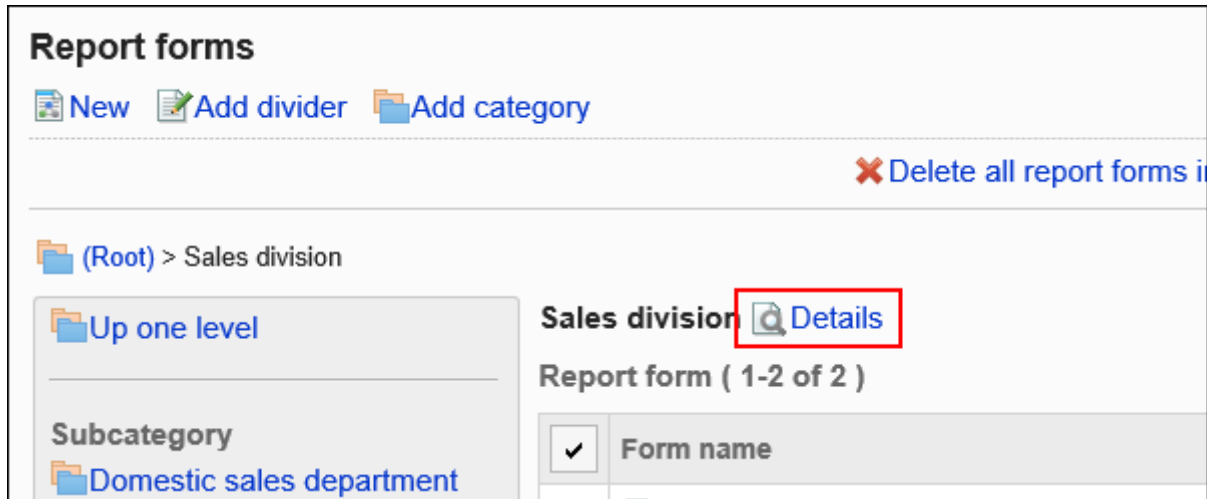 Report forms
New Add divider Add category
Delete all report forms
(Root) > Sales division
Up one level
Sales division Details
Report form ( 1-2 of 2 )
Subcategory
Form name
Domestic sales department